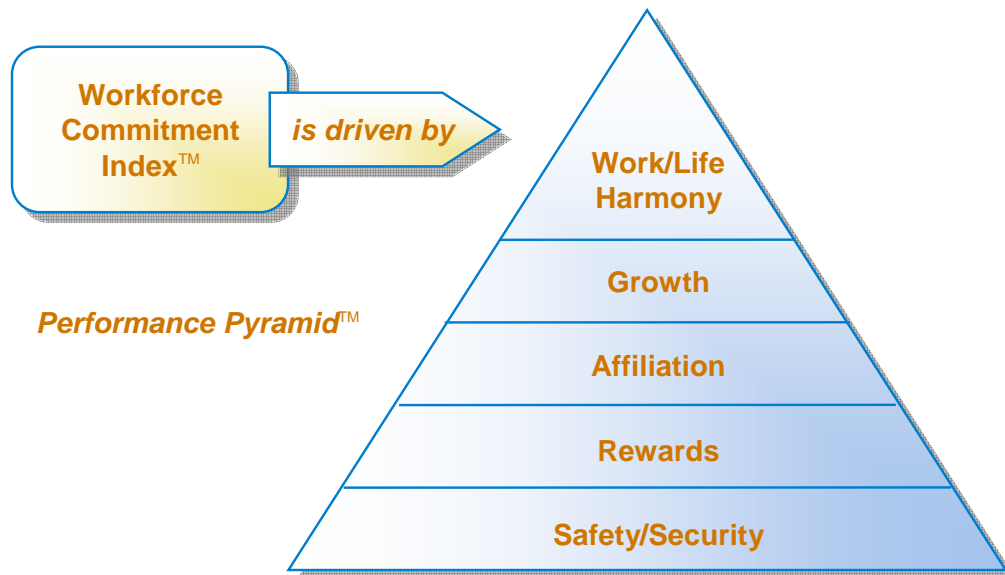 Workforce
Commitment
Index™
is driven by
Performance Pyramid™
Work/Life
Harmony
Growth
Affiliation
Rewards
Safety/Security